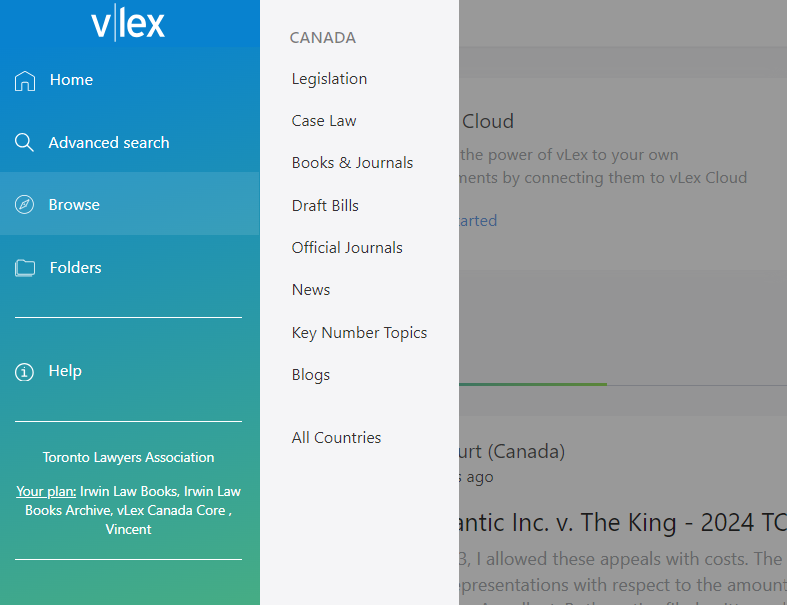 v|lex
Home
Advanced search
Browse
Folders
Help
Toronto Lawyers Association
Your plan: Irwin Law Books, Irwin Law
Books Archive, vLex Canada Core ,
Vincent
CANADA
Legislation
Case Law
Books & Journals
Draft Bills
Official Journals
News
Key Number Topics
Blogs
All Countries
Cloud
the power of vLex to your own
ments by connecting them to vLex Cloud
arted
urt (Canada)
s ago
antic Inc. v. The King - 2024 TC
3, I allowed these appeals with costs. The
presentations with respect to the amount